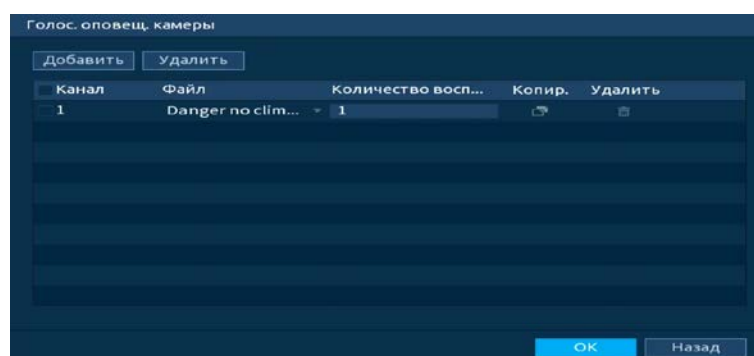 Голос. оповещ. камеры
Добавить Удалить
Канал Файл Количество восп... Копир. Удалить
1 Danger no clim... 1
OK Назад